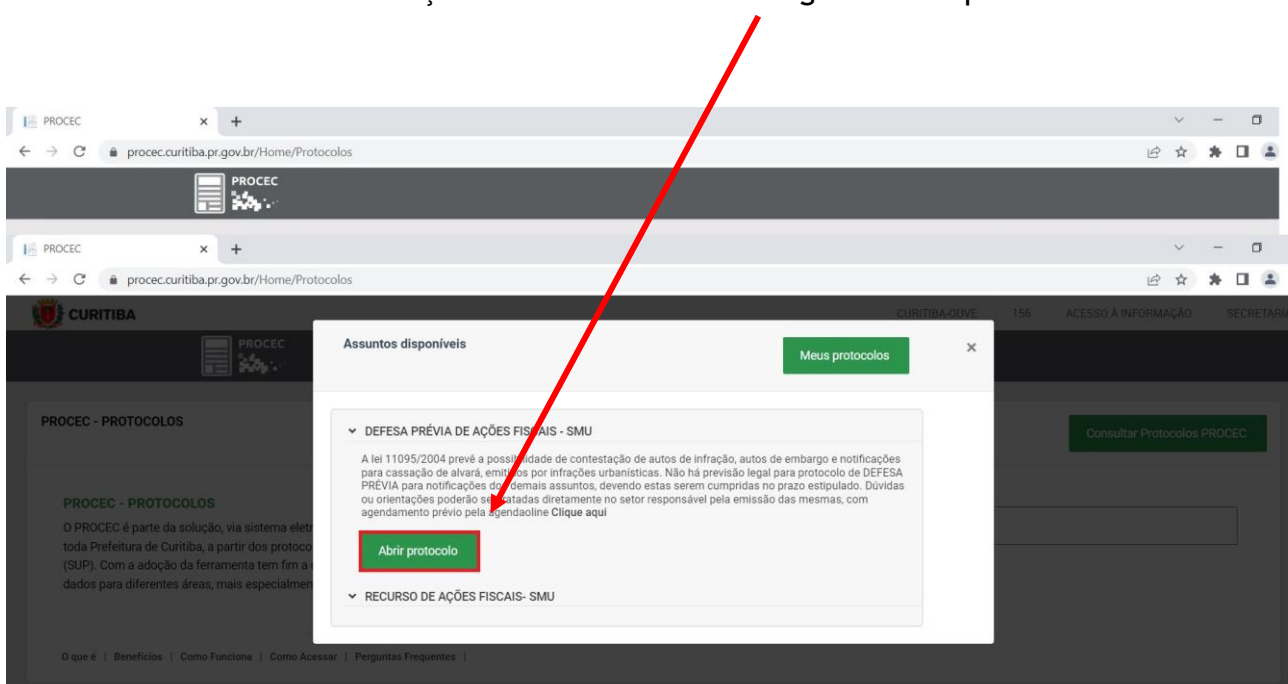 PROCEC
procec.curitiba.pr.gov.br/Home/Protocolos
PROCEC
PROCEC
procec.curitiba.pr.gov.br/Home/Protocolos
CURITIBA
CURITIBA-OUVE 156 ACESSO À INFORMAÇÃO SECRETARIA
PROCEC
Assuntos disponíveis
Meus protocolos
PROCEC - PROTOCOLOS
Consultar Protocolos PROCEC
DEFESA PRÉVIA DE AÇÕES FISCAIS - SMU
A lei 11095/2004 prevê a possibilidade de contestação de autos de infração, autos de embargo e notificações
para cassação de alvará, emitidos por infrações urbanísticas. Não há previsão legal para protocolo de DEFESA
PRÉVIA para notificações dos demais assuntos, devendo estas serem cumpridas no prazo estipulado. Dúvidas
ou orientações poderão ser tratadas diretamente no setor responsável pela emissão das mesmas, com
agendamento prévio pela agendaoline Clique aqui
Abrir protocolo
RECURSO DE AÇÕES FISCAIS- SMU
PROCEC - PROTOCOLOS
O PROCEC é parte da solução, via sistema eletr
toda Prefeitura de Curitiba, a partir dos protoco
(SUP). Com a adoção da ferramenta tem fim a
dados para diferentes áreas, mais especialmen
O que é | Benefícios | Como Funciona | Como Acessar | Perguntas Frequentes |